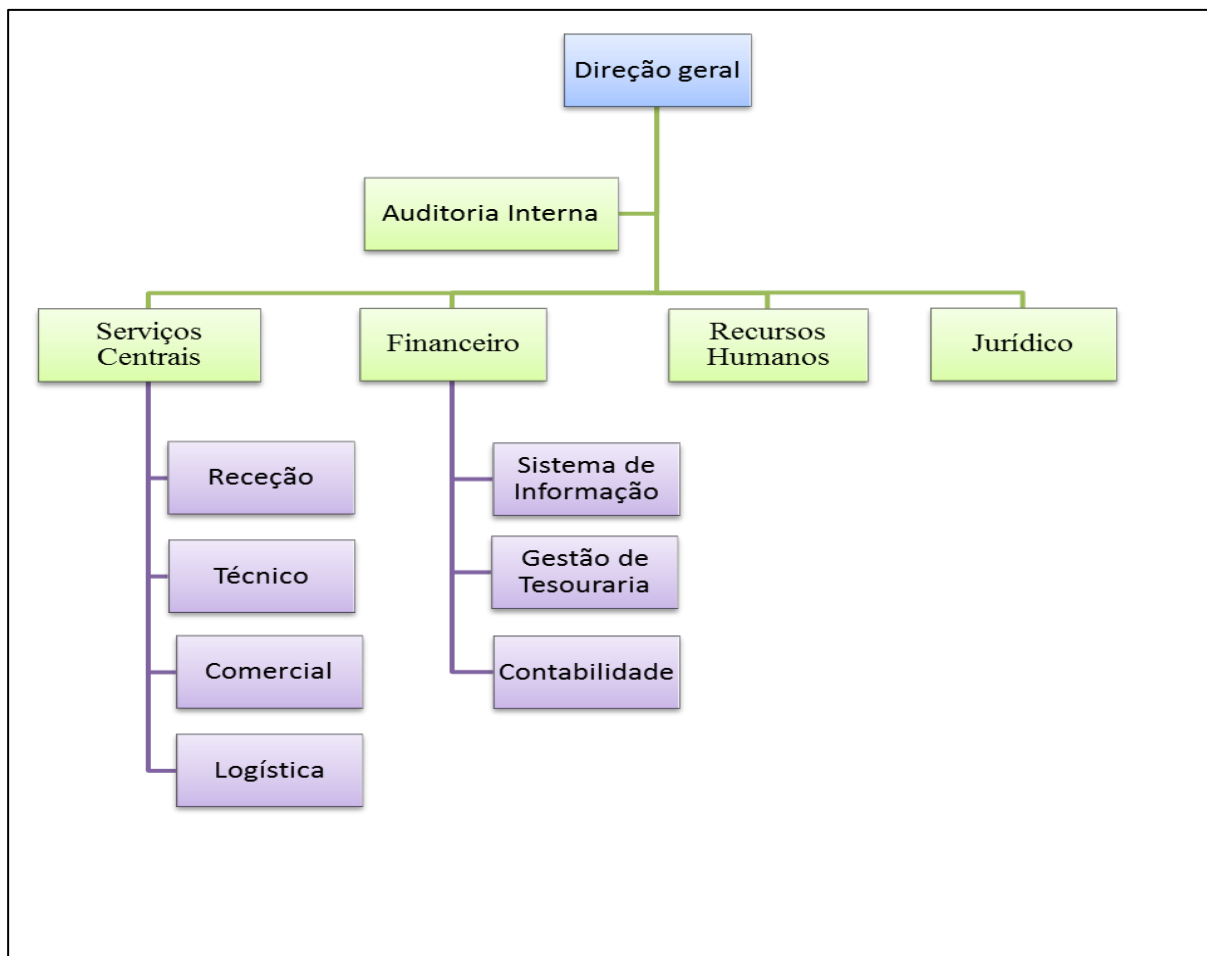 Direção geral
Auditoria Interna
Serviços
Centrais
Financeiro
Recursos
Humanos
Jurídico
Receção
Técnico
Comercial
Logística
Sistema de
Informação
Gestão de
Tesouraria
Contabilidade